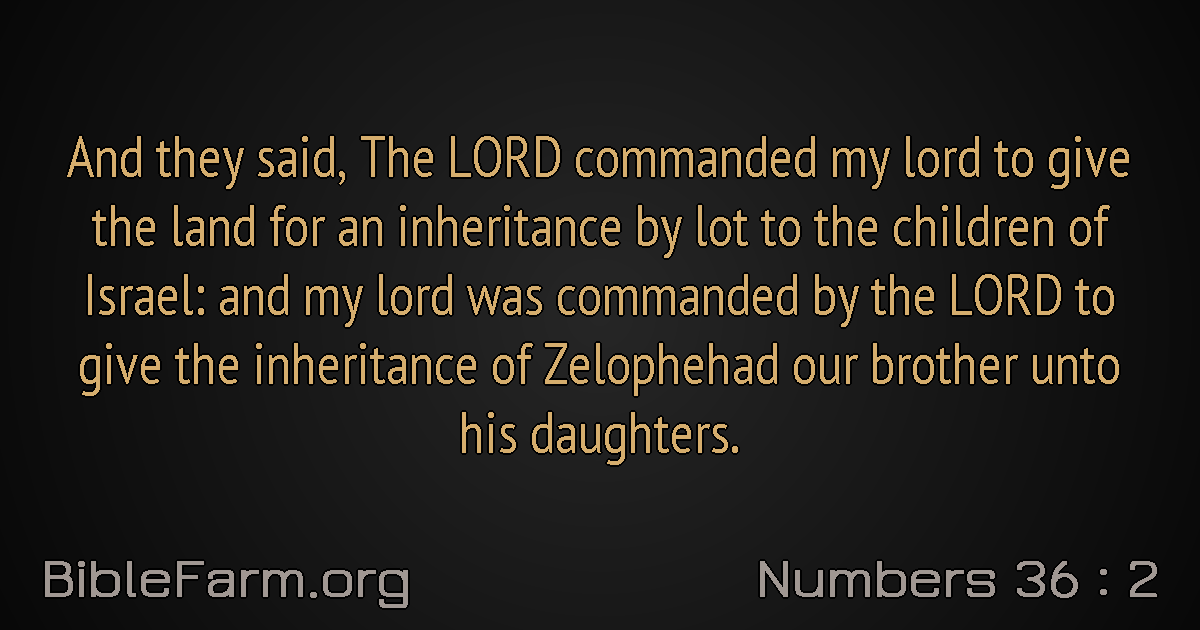 And they said, The LORD commanded my lord to give
the land for an inheritance by lot to the children of
Israel: and my lord was commanded by the LORD to
give the inheritance of Zelophehad our brother unto
his daughters.
BibleFarm.org
Numbers 36 : 2